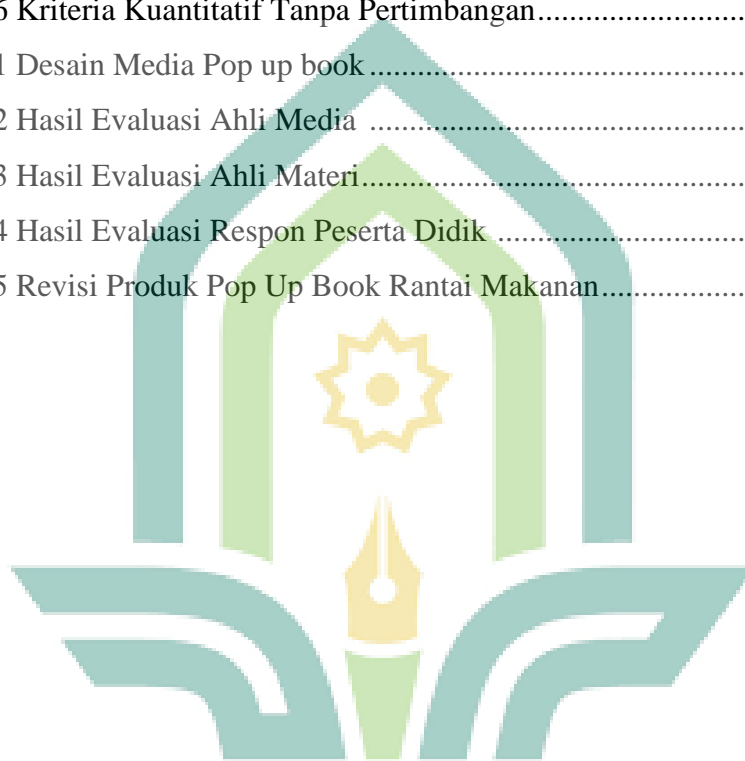 6 Kriteria Kuantitatif Tanpa Pertimbangan........................
1 Desain Media Pop up book.............................................
2 Hasil Evaluasi Ahli Media .............................................
3 Hasil Evaluasi Ahli Materi..............................................
4 Hasil Evaluasi Respon Peserta Didik ..............................
5 Revisi Produk Pop Up Book Rantai Makanan.................